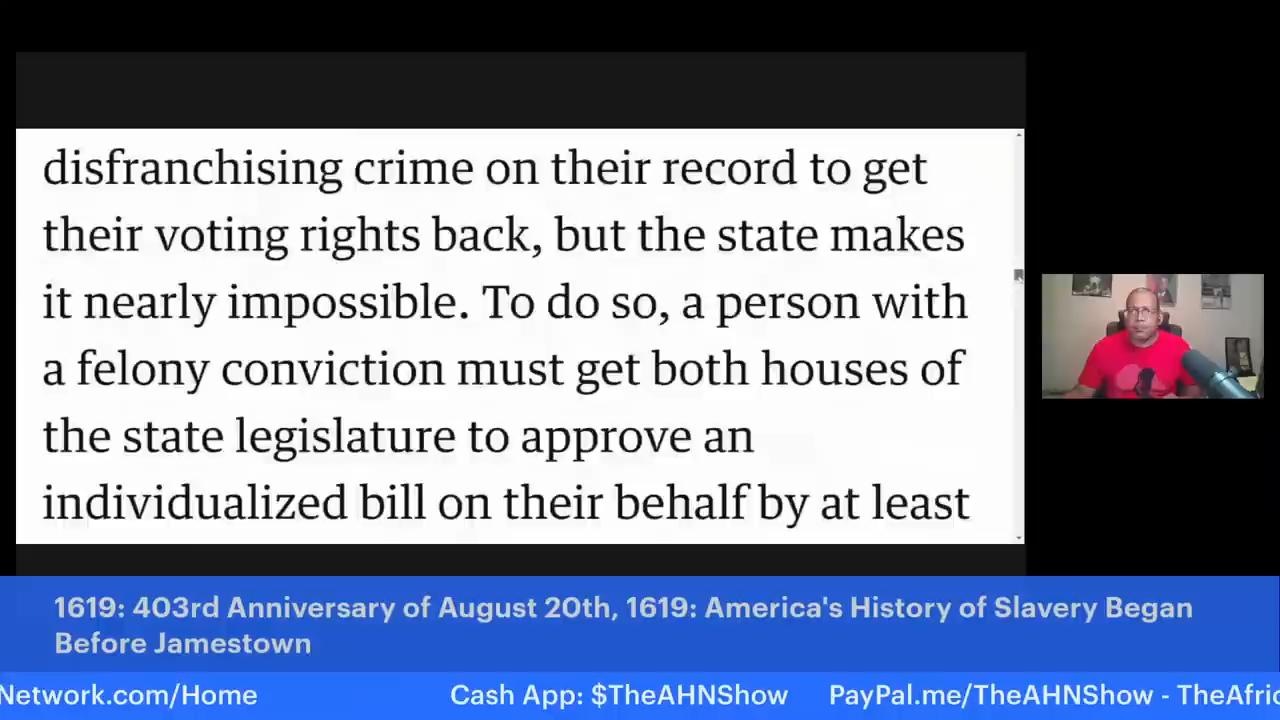 disfranchising crime on their record to get
their voting rights back, but the state makes
it nearly impossible. To do so, a person with
a felony conviction must get both houses of
the state legislature to approve an
individualized bill on their behalf by at least
1619: 403rd Anniversary of August 20th, 1619: America's History of Slavery Began
Before Jamestown
Network.com/Home Cash App: $TheAHNShow PayPal.me/TheAHNShow - TheAfric